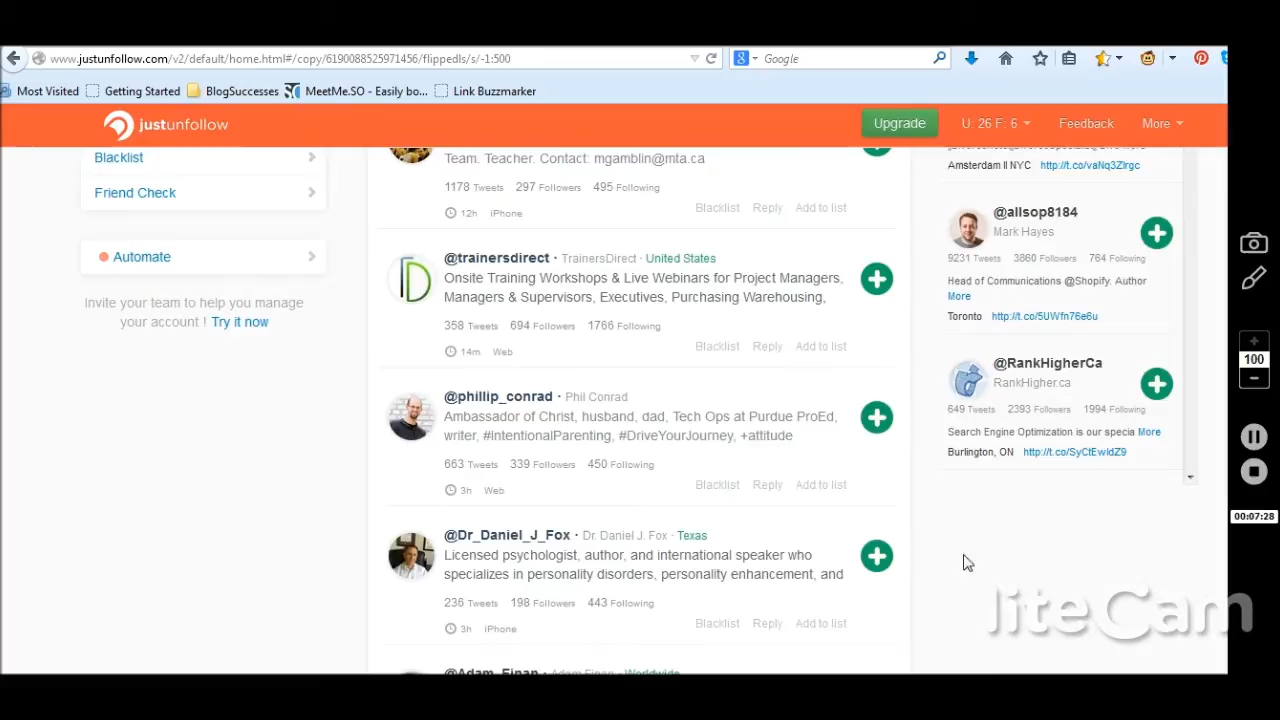 www.justunfollow.com/v2/default/home.html#/copy/6190088525971456/flippedls/s/-1:500
Google
Most Visited
Getting Started
BlogSuccesses
MeetMe.SO - Easily bo...
Link Buzzmarker
justunfollow
Upgrade
U: 26 F: 6
Feedback
More
Blacklist
Friend Check
Automate
Invite your team to help you manage
your account ! Try it now
Team. Teacher. Contact: mgamblin@mta.ca
1178 Tweets 297 Followers 495 Following
Blacklist Reply Add to list
12h iPhone
@trainersdirect · TrainersDirect · United States
Onsite Training Workshops & Live Webinars for Project Managers,
Managers & Supervisors, Executives, Purchasing Warehousing,
358 Tweets 694 Followers 1766 Following
Blacklist Reply Add to list
14m Web
@phillip_conrad · Phil Conrad
Ambassador of Christ, husband, dad, Tech Ops at Purdue ProEd,
writer, #IntentionalParenting, #DriveYourJourney, +attitude
663 Tweets 339 Followers 450 Following
Blacklist Reply Add to list
3h Web
@Dr_Daniel_J_Fox · Dr. Daniel J. Fox · Texas
Licensed psychologist, author, and international speaker who
specializes in personality disorders, personality enhancement, and
236 Tweets 198 Followers 443 Following
Blacklist Reply Add to list
3h iPhone
@Adam_Finan · Adam Finan · Worldwide
Amsterdam II NYC http://t.co/vaNq3ZIrgc
@allsop8184
Mark Hayes
9231 Tweets 3860 Followers 764 Following
Head of Communications @Shopify. Author
More
Toronto http://t.co/5UWfn76e6u
@RankHigherCa
RankHigher.ca
649 Tweets 2393 Followers 1994 Following
Search Engine Optimization is our specia More
Burlington, ON http://t.co/SyCtEwIdZ9
100
00:07:28
liteCam